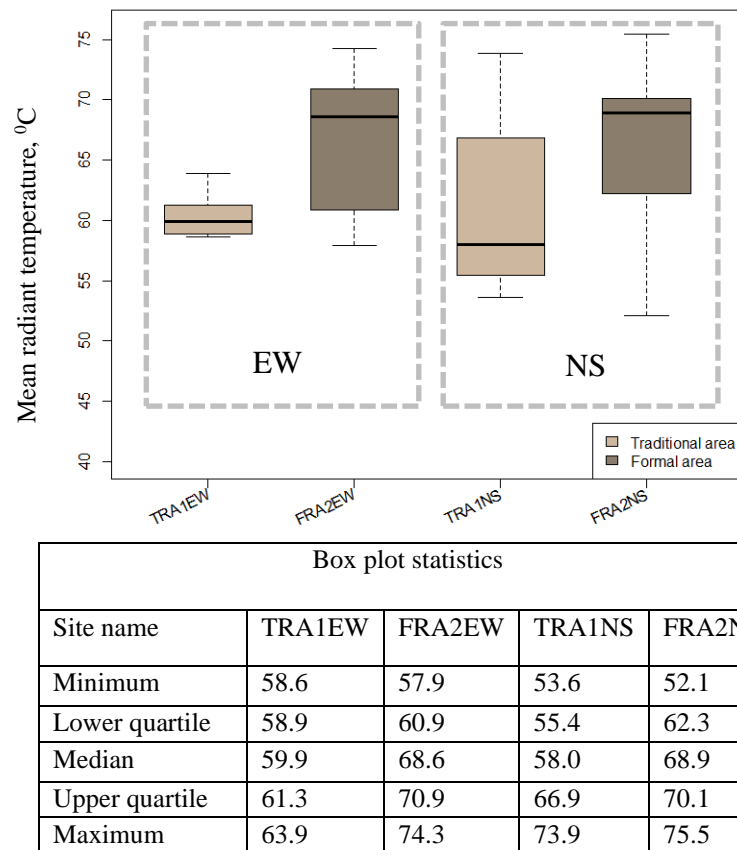 Mean radiant temperature, ⁰C
75
70
65
60
55
50
45
40
EW
NS
Traditional area
Formal area
TRA1EW
FRA2EW
TRA1NS
FRA2NS
Box plot statistics
Site name TRA1EW FRA2EW TRA1NS FRA2N
Minimum 58.6 57.9 53.6 52.1
Lower quartile 58.9 60.9 55.4 62.3
Median 59.9 68.6 58.0 68.9
Upper quartile 61.3 70.9 66.9 70.1
Maximum 63.9 74.3 73.9 75.5